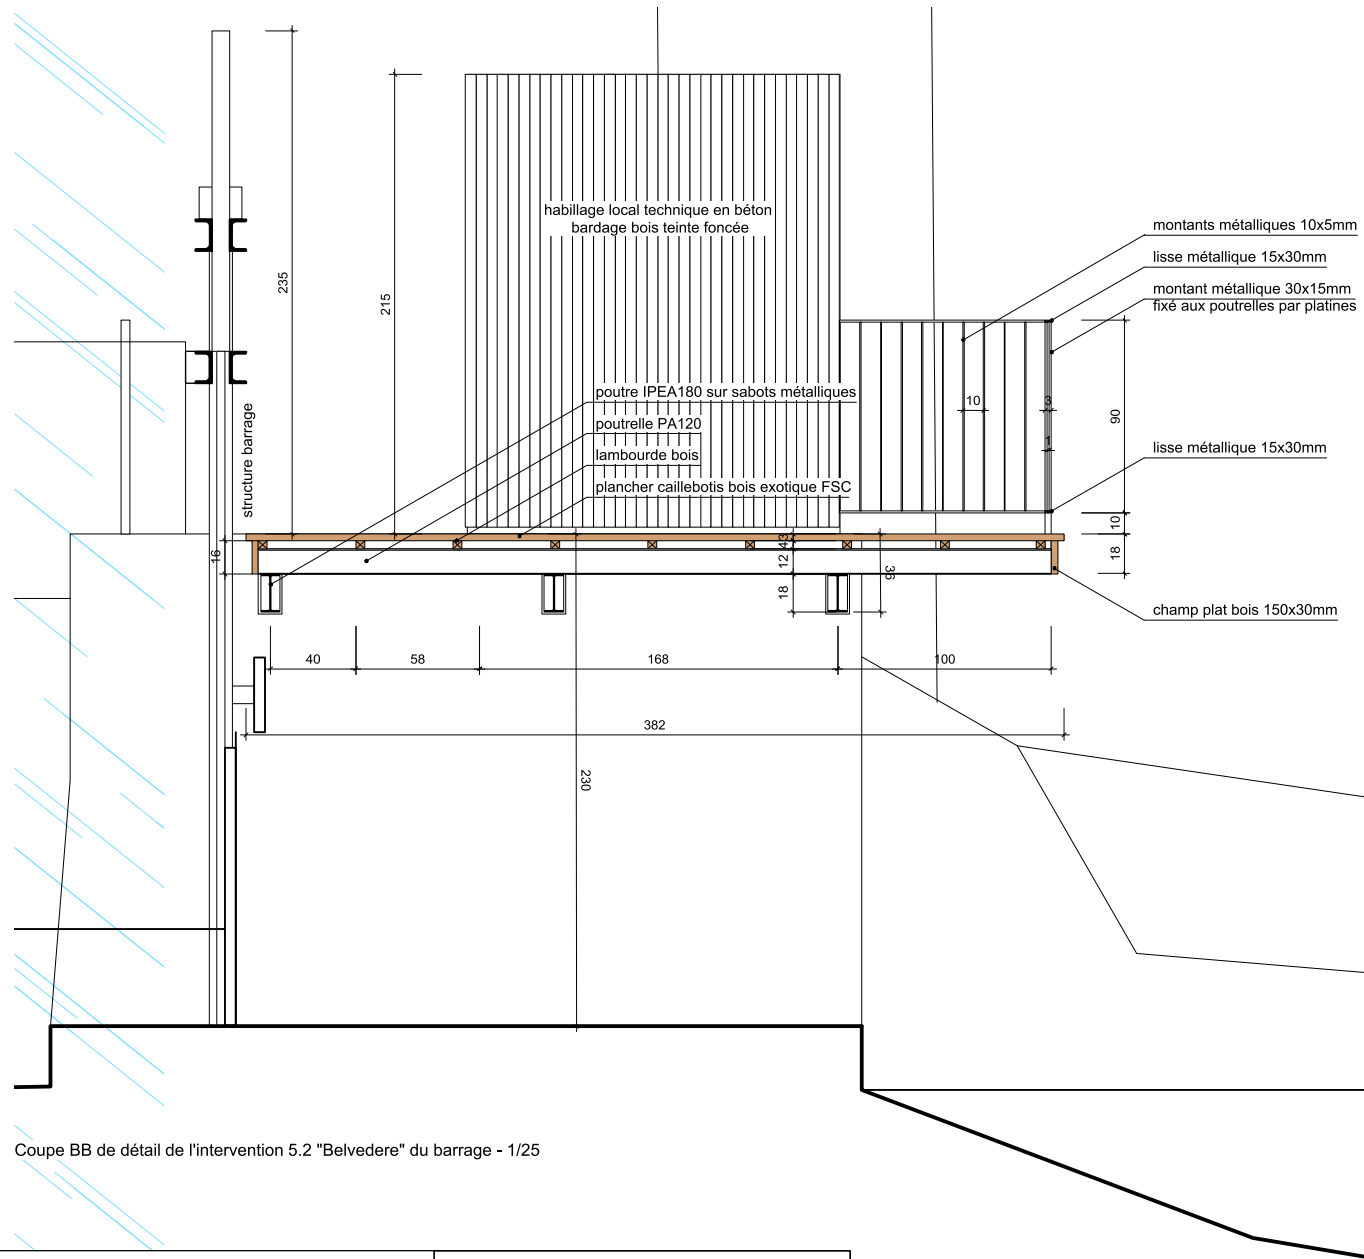 235
215
habillage local technique en béton
bardage bois teinte foncée
montants métalliques 10x5mm
lisse métallique 15x30mm
montant métallique 30x15mm
fixé aux poutrelles par platines
structure barrage
poutre IPEA180 sur sabots métalliques
poutrelle PA120
lambourde bois
plancher caillebotis bois exotique FSC
10
3
1
90
lisse métallique 15x30mm
10
18
16
3
4
12
18
36
champ plat bois 150x30mm
40
58
168
100
382
230
Coupe BB de détail de l'intervention 5.2 "Belvedere" du barrage - 1/25